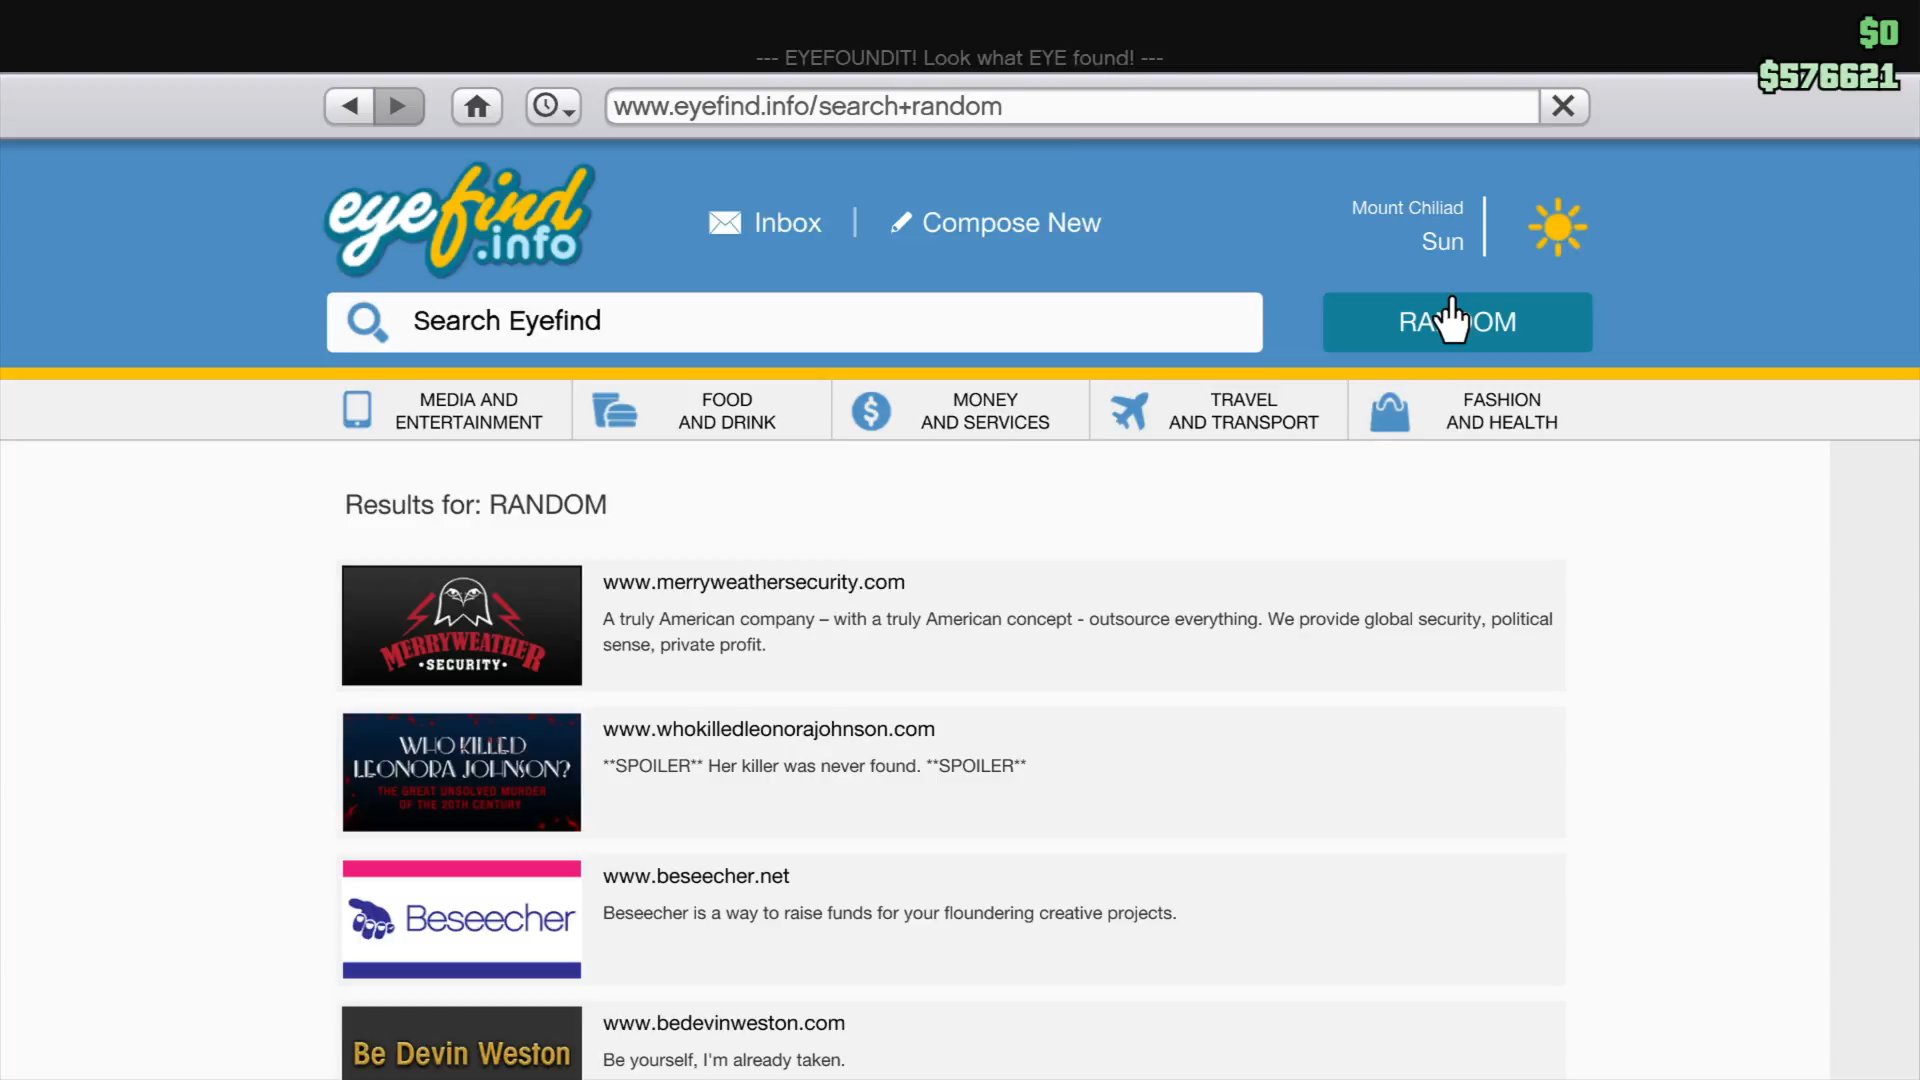 $0
--- EYEFOUNDIT! Look what EYE found! ---
$576621
www.eyefind.info/search+random
eyefind
.info
Inbox
Compose New
Mount Chiliad
Sun
Search Eyefind
RANDOM
MEDIA AND
ENTERTAINMENT
FOOD
AND DRINK
MONEY
AND SERVICES
TRAVEL
AND TRANSPORT
FASHION
AND HEALTH
Results for: RANDOM
MERRYWEATHER
•SECURITY•
www.merryweathersecurity.com
A truly American company – with a truly American concept - outsource everything. We provide global security, political
sense, private profit.
WHO KILLED
LEONORA JOHNSON?
THE GREAT UNSOLVED MURDER
OF THE 20TH CENTURY
www.whokilledleonorajohnson.com
**SPOILER** Her killer was never found. **SPOILER**
Beseecher
www.beseecher.net
Beseecher is a way to raise funds for your floundering creative projects.
Be Devin Weston
www.bedevinweston.com
Be yourself, I'm already taken.